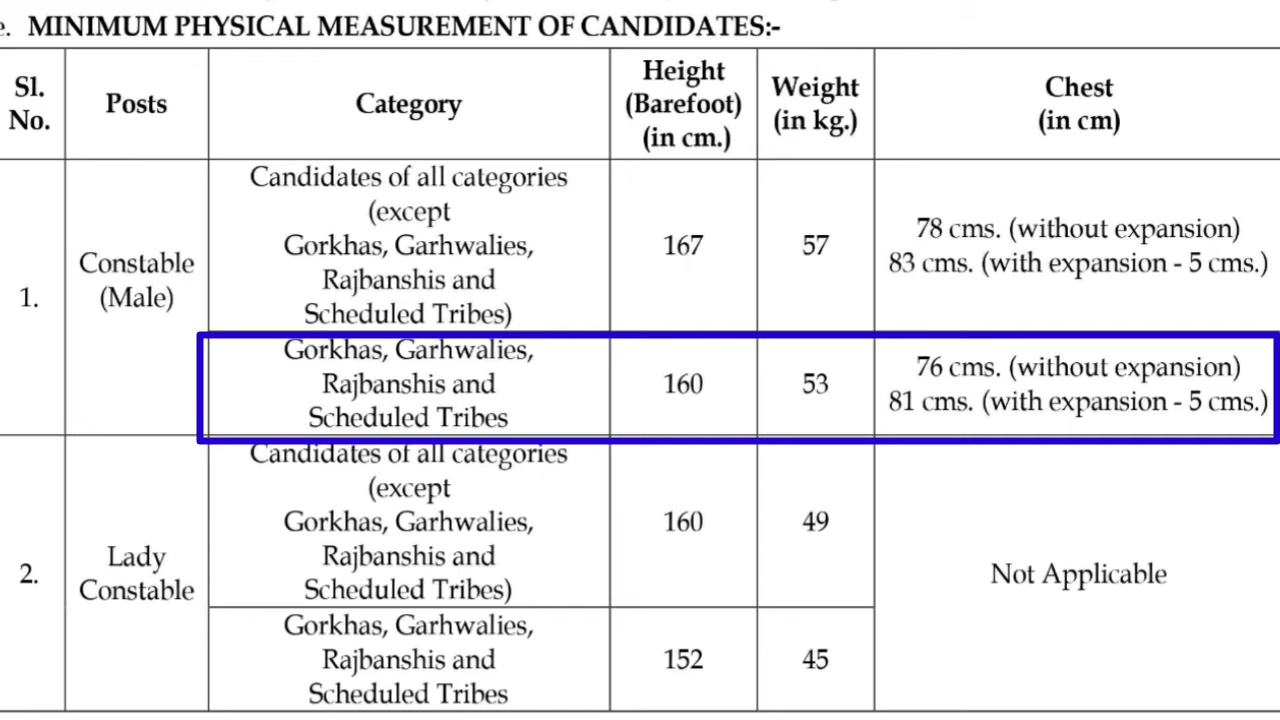 e. MINIMUM PHYSICAL MEASUREMENT OF CANDIDATES:-
Sl. No.
Posts
Category
Height (Barefoot) (in cm.)
Weight (in kg.)
Chest (in cm)
1.
Constable
(Male)
Candidates of all categories
(except
Gorkhas, Garhwalies,
Rajbanshis and
Scheduled Tribes)
167
57
78 cms. (without expansion)
83 cms. (with expansion - 5 cms.)
Gorkhas, Garhwalies,
Rajbanshis and
Scheduled Tribes
160
53
76 cms. (without expansion)
81 cms. (with expansion - 5 cms.)
2.
Lady
Constable
Candidates of all categories
(except
Gorkhas, Garhwalies,
Rajbanshis and
Scheduled Tribes)
160
49
Not Applicable
Gorkhas, Garhwalies,
Rajbanshis and
Scheduled Tribes
152
45